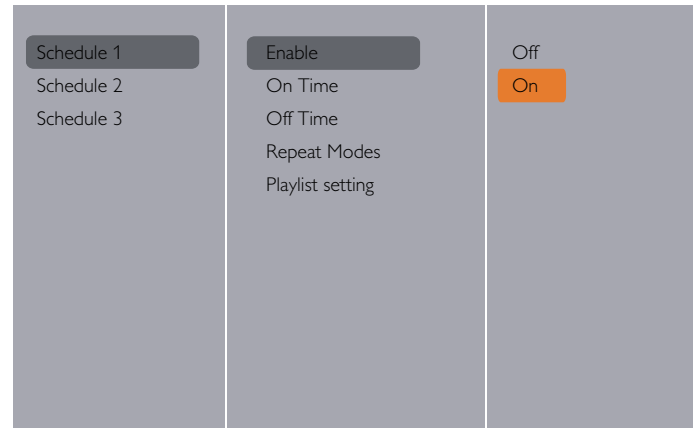 Schedule 1
Schedule 2
Schedule 3
Enable
On Time
Off Time
Repeat Modes
Playlist setting
Off
On